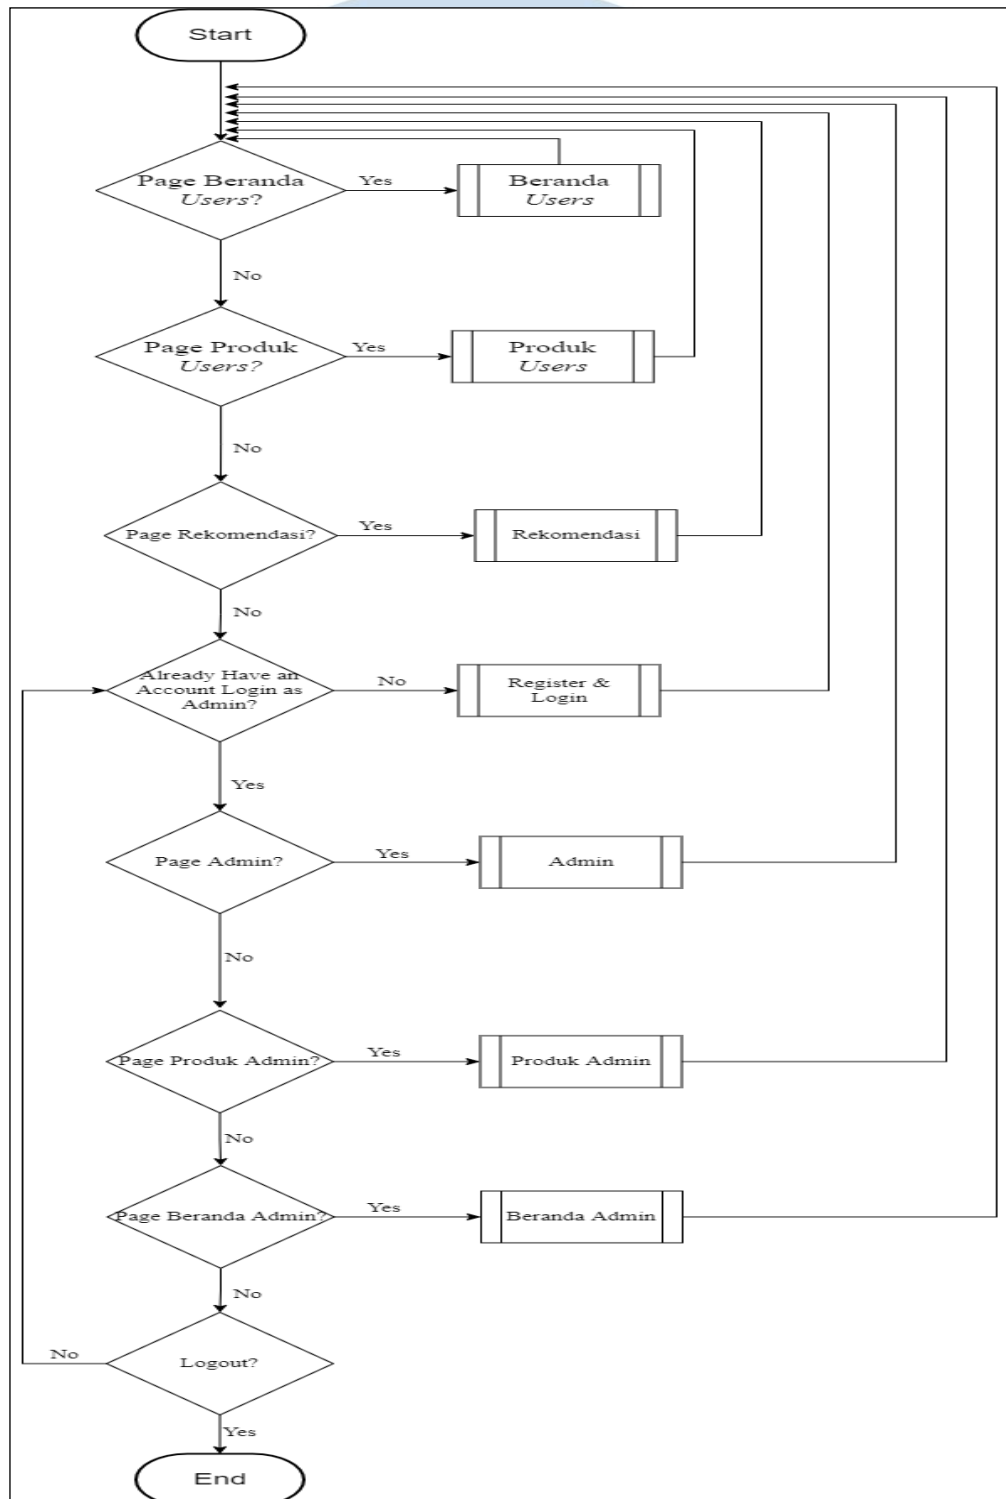 Start
Page Beranda
Users?
Yes
Beranda
Users
No
Page Produk
Users?
Yes
Produk
Users
No
Page Rekomendasi?
Yes
Rekomendasi
No
Already Have an
Account Login as
Admin?
No
Register &
Login
Yes
Page Admin?
Yes
Admin
No
Page Produk Admin?
Yes
Produk Admin
No
Page Beranda Admin?
Yes
Beranda Admin
No
Logout?
No
Yes
End